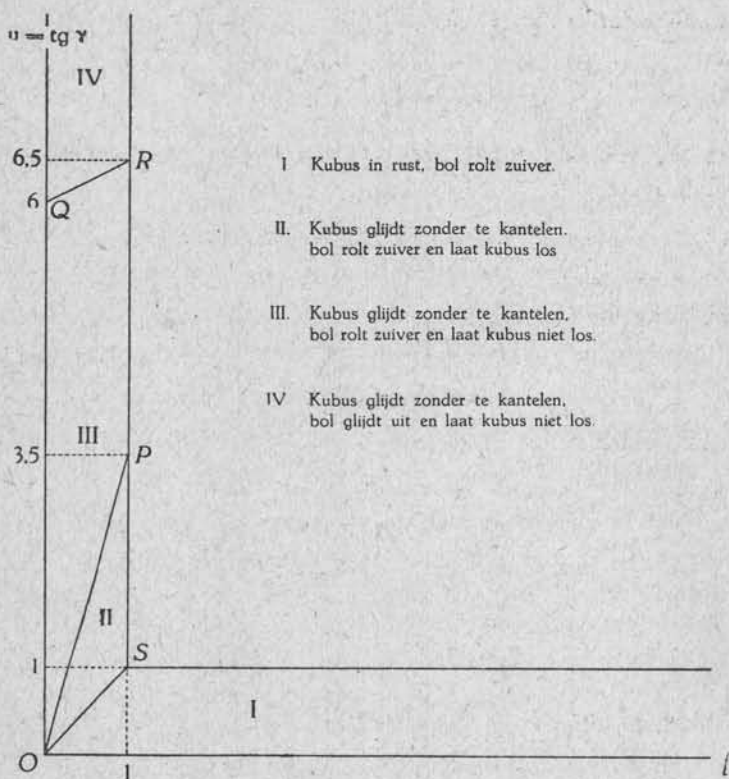 = tg γ
IV
6,5
R
6
Q
I Kubus in rust, bol rolt zuiver.
II. Kubus glijdt zonder te kantelen.
bol rolt zuiver en laat kubus los
III. Kubus glijdt zonder te kantelen,
bol rolt zuiver en laat kubus niet los.
IV Kubus glijdt zonder te kantelen,
bol glijdt uit en laat kubus niet los.
III
3,5
P
II
1
S
I
O
1